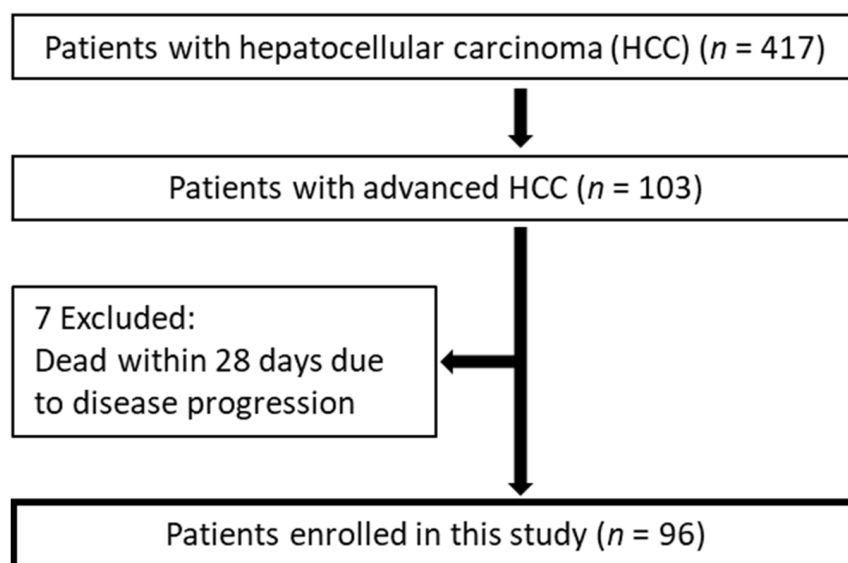 Patients with hepatocellular carcinoma (HCC) (n = 417)
Patients with advanced HCC (n = 103)
7 Excluded:
Dead within 28 days due
to disease progression
Patients enrolled in this study (n = 96)